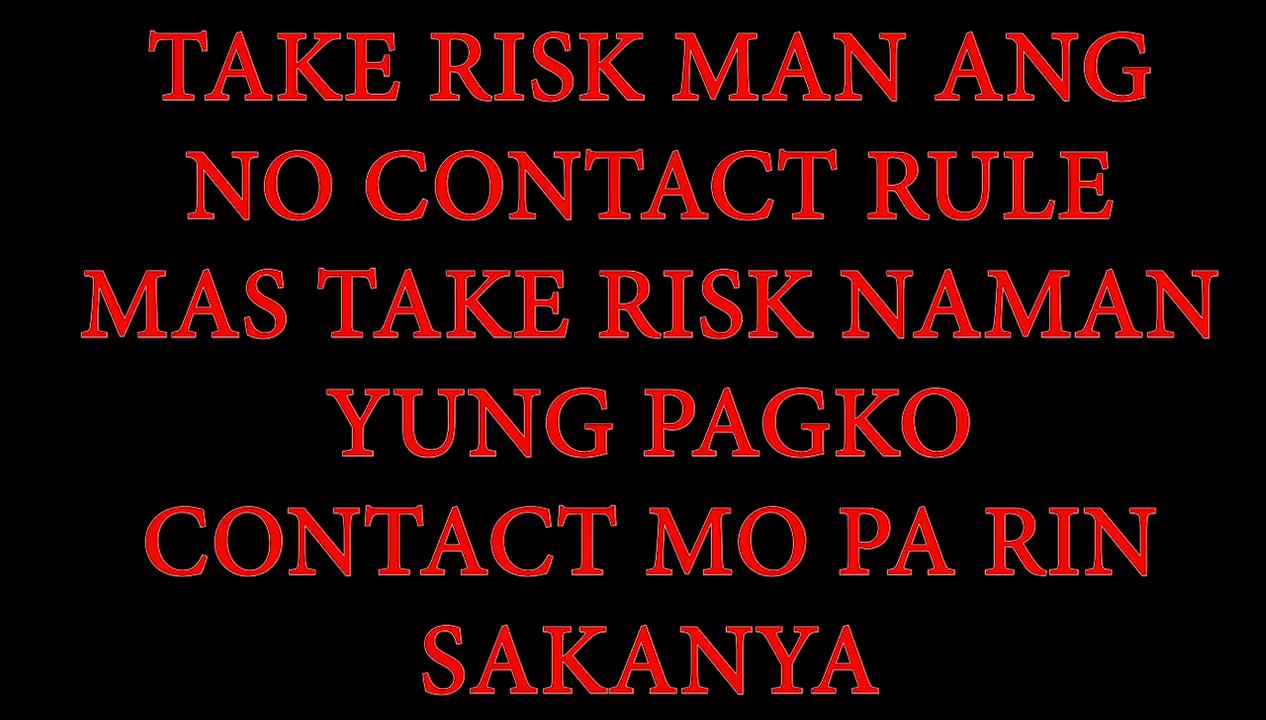 TAKE RISK MAN ANG
NO CONTACT RULE
MAS TAKE RISK NAMAN
YUNG PAGKO
CONTACT MO PA RIN
SAKANYA